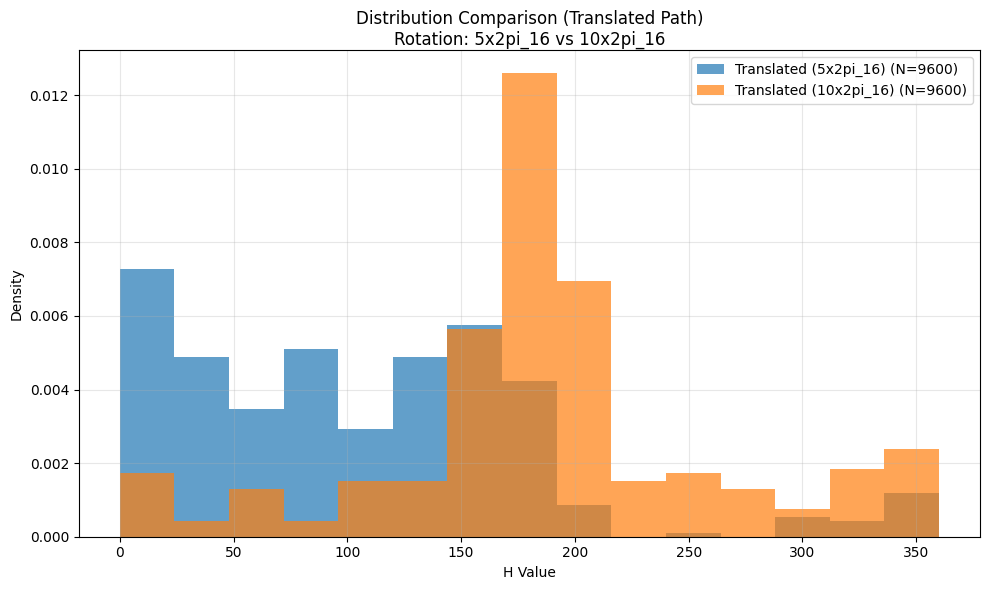 Distribution Comparison (Translated Path)
Rotation: 5x2pi_16 vs 10x2pi_16
Translated (5x2pi_16) (N=9600)
Translated (10x2pi_16) (N=9600)
Density
0.012
0.010
0.008
0.006
0.004
0.002
0.000
0 50 100 150 200 250 300 350
H Value